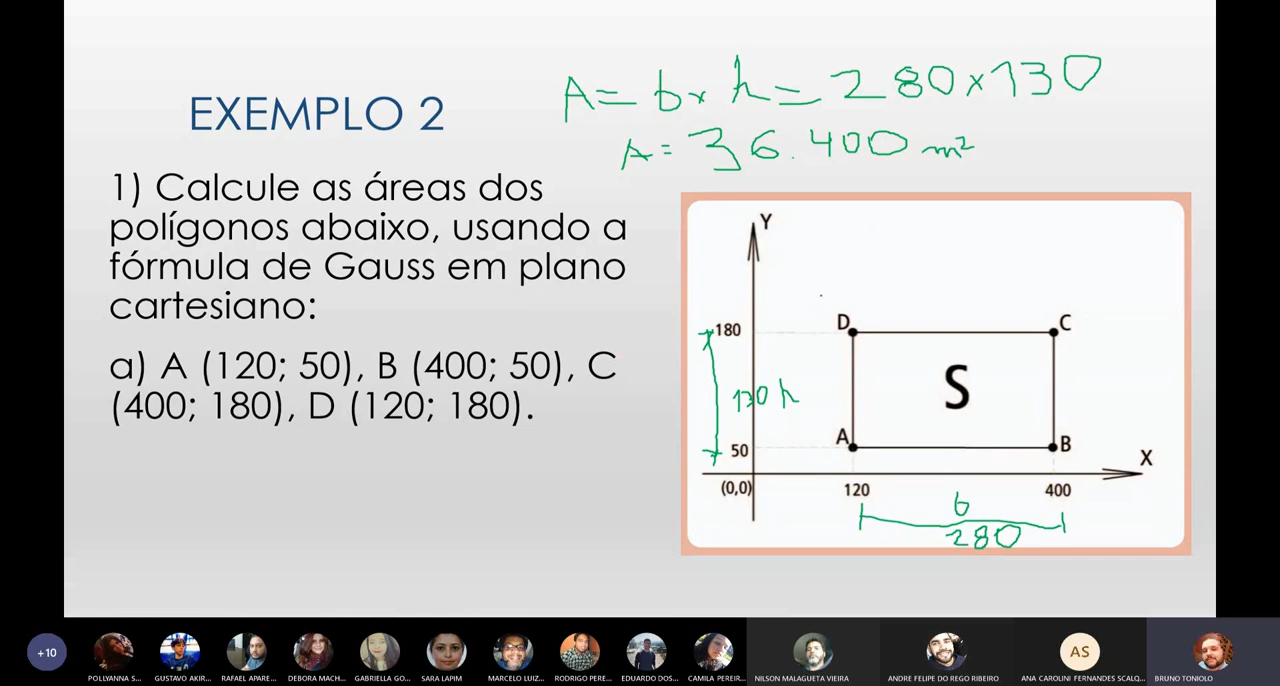 A = b x h = 280 x 130
A = 36.400 m²
EXEMPLO 2
1) Calcule as áreas dos
polígonos abaixo, usando a
fórmula de Gauss em plano
cartesiano:
a) A (120; 50), B (400; 50), C
(400; 180), D (120; 180).
Y
180
D
C
130 h
S
50
A
B
X
(0,0)
120
400
b
280
+10
POLLYANNA S...
GUSTAVO AKIR...
RAFAEL APARE...
DEBORA MACH...
GABRIELLA GO...
SARA LAPIM
MARCELO LUIZ...
RODRIGO PERE...
EDUARDO DOS...
CAMILA PEREIR...
NILSON MALAGUETA VIEIRA
ANDRE FELIPE DO REGO RIBEIRO
AS
ANA CAROLINI FERNANDES SCALQ...
BRUNO TONIOLO